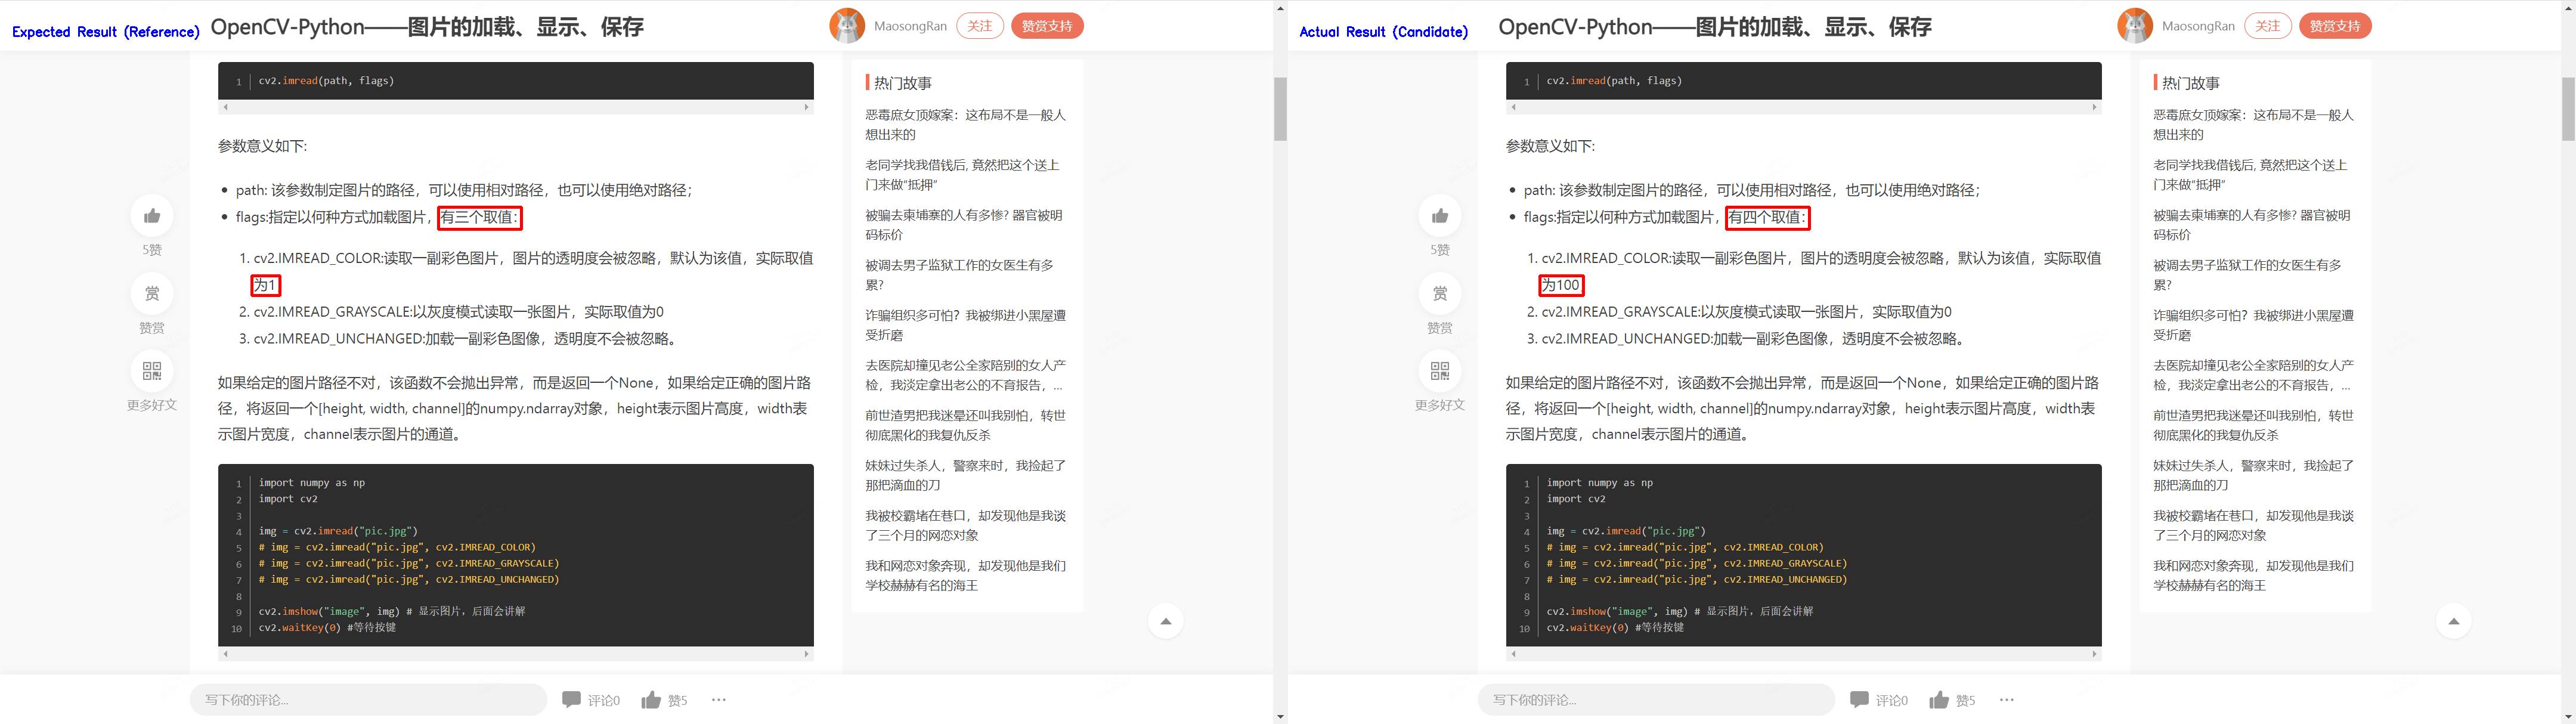 Expected Result (Reference)
OpenCV-Python——图片的加载、显示、保存
MaosongRan
关注
赞赏支持
1 cv2.imread(path, flags)
参数意义如下:
• path: 该参数制定图片的路径，可以使用相对路径，也可以使用绝对路径；
• flags:指定以何种方式加载图片，有三个取值：
1. cv2.IMREAD_COLOR:读取一副彩色图片，图片的透明度会被忽略，默认为该值，实际取值
为1
2. cv2.IMREAD_GRAYSCALE:以灰度模式读取一张图片，实际取值为0
3. cv2.IMREAD_UNCHANGED:加载一副彩色图像，透明度不会被忽略。
如果给定的图片路径不对，该函数不会抛出异常，而是返回一个None，如果给定正确的图片路
径，将返回一个[height, width, channel]的numpy.ndarray对象，height表示图片高度，width表
示图片宽度，channel表示图片的通道。
1 import numpy as np
2 import cv2
3
4 img = cv2.imread("pic.jpg")
5 # img = cv2.imread("pic.jpg", cv2.IMREAD_COLOR)
6 # img = cv2.imread("pic.jpg", cv2.IMREAD_GRAYSCALE)
7 # img = cv2.imread("pic.jpg", cv2.IMREAD_UNCHANGED)
8
9 cv2.imshow("image", img) # 显示图片，后面会讲解
10 cv2.waitKey(0) #等待按键
5赞
赏
赞赏
更多好文
热门故事
恶毒庶女顶嫁案：这布局不是一般人
想出来的
老同学找我借钱后, 竟然把这个送上
门来做“抵押”
被骗去柬埔寨的人有多惨? 器官被明
码标价
被调去男子监狱工作的女医生有多
累?
诈骗组织多可怕？我被绑进小黑屋遭
受折磨
去医院却撞见老公全家陪别的女人产
检，我淡定拿出老公的不育报告，...
前世渣男把我迷晕还叫我别怕，转世
彻底黑化的我复仇反杀
妹妹过失杀人，警察来时，我捡起了
那把滴血的刀
我被校霸堵在巷口，却发现他是我谈
了三个月的网恋对象
我和网恋对象奔现，却发现他是我们
学校赫赫有名的海王
写下你的评论...
评论0
赞5
Actual Result (Candidate)
OpenCV-Python——图片的加载、显示、保存
MaosongRan
关注
赞赏支持
1 cv2.imread(path, flags)
参数意义如下:
• path: 该参数制定图片的路径，可以使用相对路径，也可以使用绝对路径；
• flags:指定以何种方式加载图片，有四个取值：
1. cv2.IMREAD_COLOR:读取一副彩色图片，图片的透明度会被忽略，默认为该值，实际取值
为100
2. cv2.IMREAD_GRAYSCALE:以灰度模式读取一张图片，实际取值为0
3. cv2.IMREAD_UNCHANGED:加载一副彩色图像，透明度不会被忽略。
如果给定的图片路径不对，该函数不会抛出异常，而是返回一个None，如果给定正确的图片路
径，将返回一个[height, width, channel]的numpy.ndarray对象，height表示图片高度，width表
示图片宽度，channel表示图片的通道。
1 import numpy as np
2 import cv2
3
4 img = cv2.imread("pic.jpg")
5 # img = cv2.imread("pic.jpg", cv2.IMREAD_COLOR)
6 # img = cv2.imread("pic.jpg", cv2.IMREAD_GRAYSCALE)
7 # img = cv2.imread("pic.jpg", cv2.IMREAD_UNCHANGED)
8
9 cv2.imshow("image", img) # 显示图片，后面会讲解
10 cv2.waitKey(0) #等待按键
5赞
赏
赞赏
更多好文
热门故事
恶毒庶女顶嫁案：这布局不是一般人
想出来的
老同学找我借钱后, 竟然把这个送上
门来做“抵押”
被骗去柬埔寨的人有多惨? 器官被明
码标价
被调去男子监狱工作的女医生有多
累?
诈骗组织多可怕？我被绑进小黑屋遭
受折磨
去医院却撞见老公全家陪别的女人产
检，我淡定拿出老公的不育报告，...
前世渣男把我迷晕还叫我别怕，转世
彻底黑化的我复仇反杀
妹妹过失杀人，警察来时，我捡起了
那把滴血的刀
我被校霸堵在巷口，却发现他是我谈
了三个月的网恋对象
我和网恋对象奔现，却发现他是我们
学校赫赫有名的海王
写下你的评论...
评论0
赞5